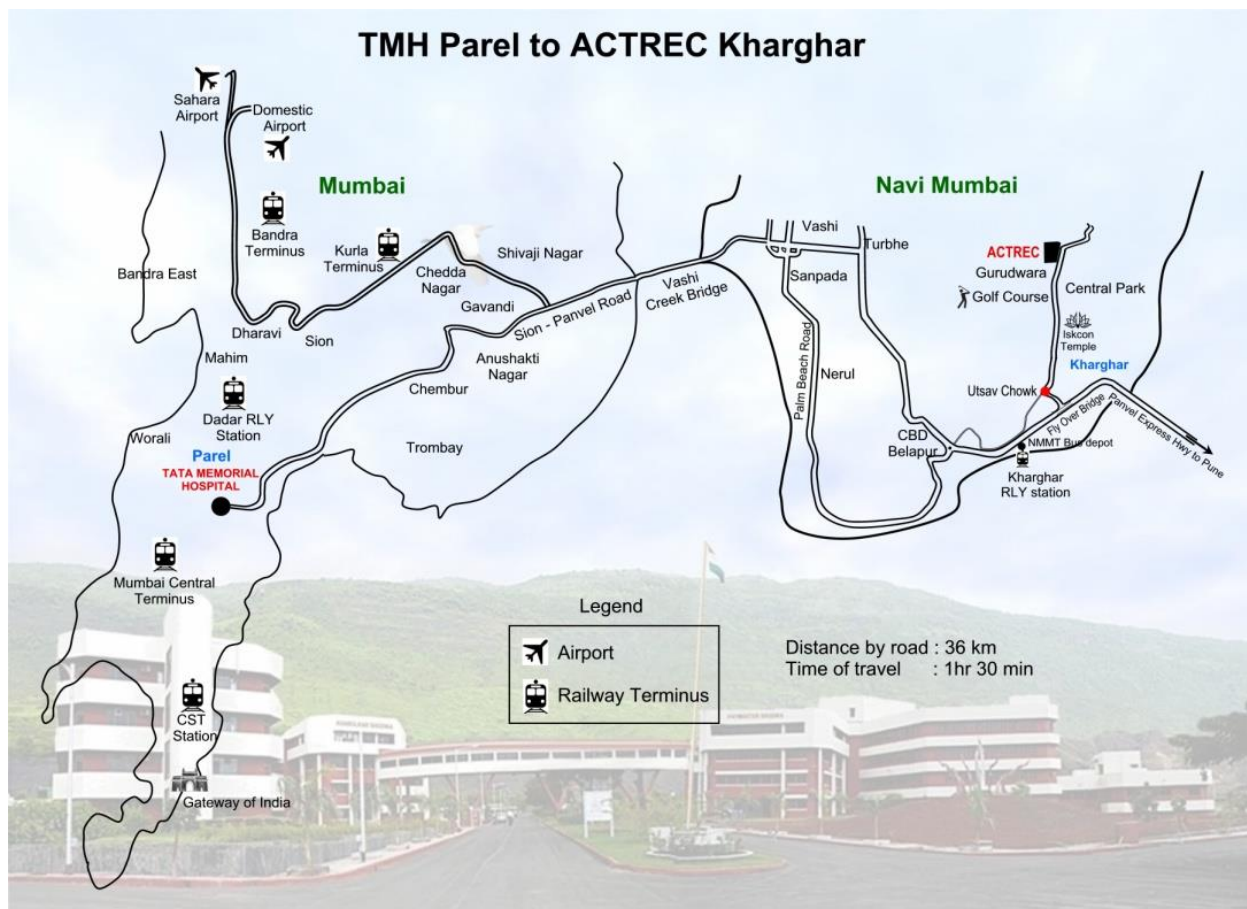 TMH Parel to ACTREC Kharghar
Sahara
Airport
Domestic
Airport
Mumbai
Navi Mumbai
Bandra
Terminus
Kurla
Terminus
Shivaji Nagar
Chedda
Nagar
Gavandi
Bandra East
Dharavi
Sion
Sion - Panvel Road
Vashi
Creek Bridge
Vashi
Turbhe
Sanpada
ACTREC
Gurudwara
Golf Course
Central Park
Iskcon
Temple
Kharghar
Mahim
Anushakti
Nagar
Chembur
Palm Beach Road
Nerul
Utsav Chowk
Fly Over Bridge
Panvel Express Hwy to Pune
Dadar RLY
Station
Worali
Trombay
CBD
Belapur
NMMT Bus depot
Kharghar
RLY station
Parel
TATA MEMORIAL
HOSPITAL
Mumbai Central
Terminus
Legend
Airport
Railway Terminus
Distance by road : 36 km
Time of travel : 1hr 30 min
CST
Station
Gateway of India